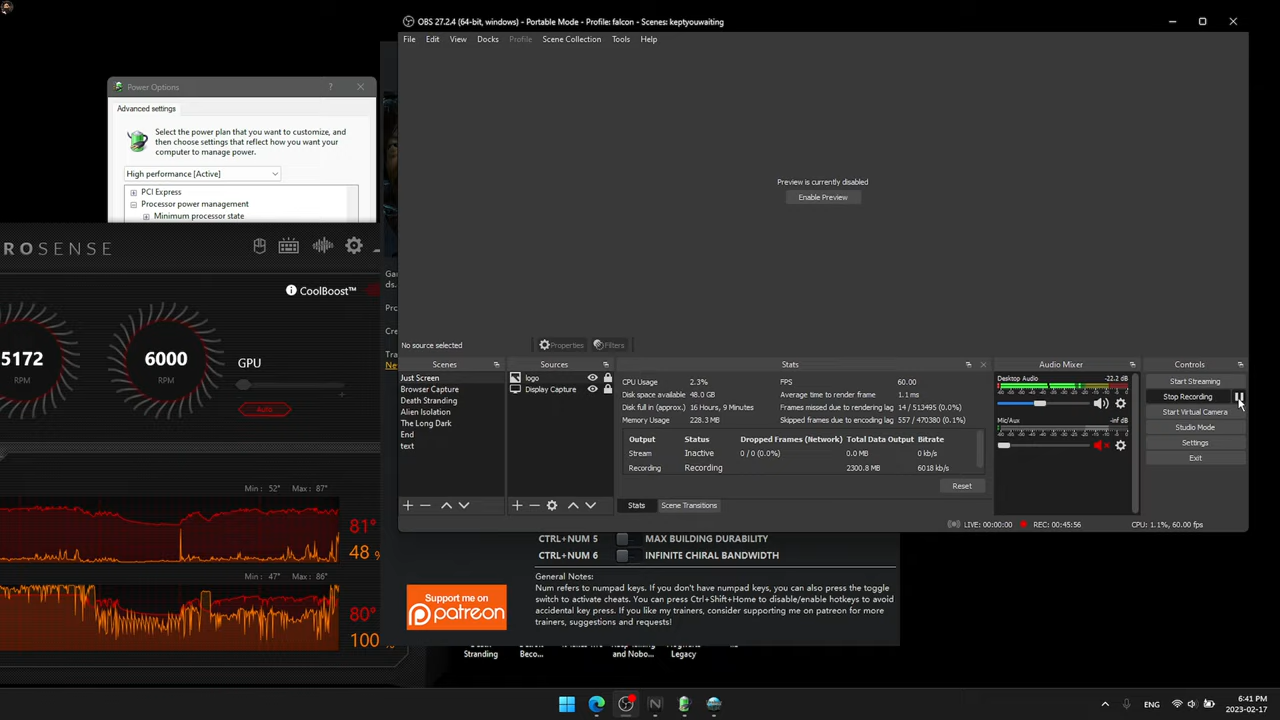 OBS 27.2.4 (64-bit, windows) - Portable Mode - Profile: falcon - Scenes: keptyouwaiting
File Edit View Docks Profile Scene Collection Tools Help
Power Options
Advanced settings
Select the power plan that you want to customize, and
then choose settings that reflect how you want your
computer to manage power.
High performance [Active]
PCI Express
Processor power management
Minimum processor state
Preview is currently disabled
Enable Preview
ROSENSE
CoolBoost™
5172
RPM
6000
RPM
GPU
Auto
Min : 52° Max : 87°
81°
48 %
Min : 47° Max : 86°
80°
100 %
No source selected
Properties
Filters
Scenes
Just Screen
Browser Capture
Death Stranding
Alien Isolation
The Long Dark
End
text
Sources
logo
Display Capture
Stats
CPU Usage 2.3%
Disk space available 48.0 GB
Disk full in (approx.) 16 Hours, 9 Minutes
Memory Usage 228.3 MB
FPS 60.00
Average time to render frame 1.1 ms
Frames missed due to rendering lag 14 / 513495 (0.0%)
Skipped frames due to encoding lag 557 / 470380 (0.1%)
Output Status Dropped Frames (Network) Total Data Output Bitrate
Stream Inactive 0 / 0 (0.0%) 0.0 MB 0 kb/s
Recording Recording 2300.8 MB 6018 kb/s
Reset
Stats
Scene Transitions
Audio Mixer
Desktop Audio -22.2 dB
Mic/Aux -inf dB
Controls
Start Streaming
Stop Recording
Start Virtual Camera
Studio Mode
Settings
Exit
LIVE: 00:00:00 REC: 00:45:56 CPU: 1.1%, 60.00 fps
CTRL+NUM 5 MAX BUILDING DURABILITY
CTRL+NUM 6 INFINITE CHIRAL BANDWIDTH
General Notes:
Num refers to numpad keys. If you don't have numpad keys, you can also press the toggle
switch to activate cheats. You can press Ctrl+Shift+Home to disable/enable hotkeys to avoid
accidental key press. If you like my trainers, consider supporting me on patreon for more
trainers, suggestions and requests!
Support me on
patreon
Stranding
Beco...
and Nobo...
Legacy
ENG
6:41 PM
2023-02-17